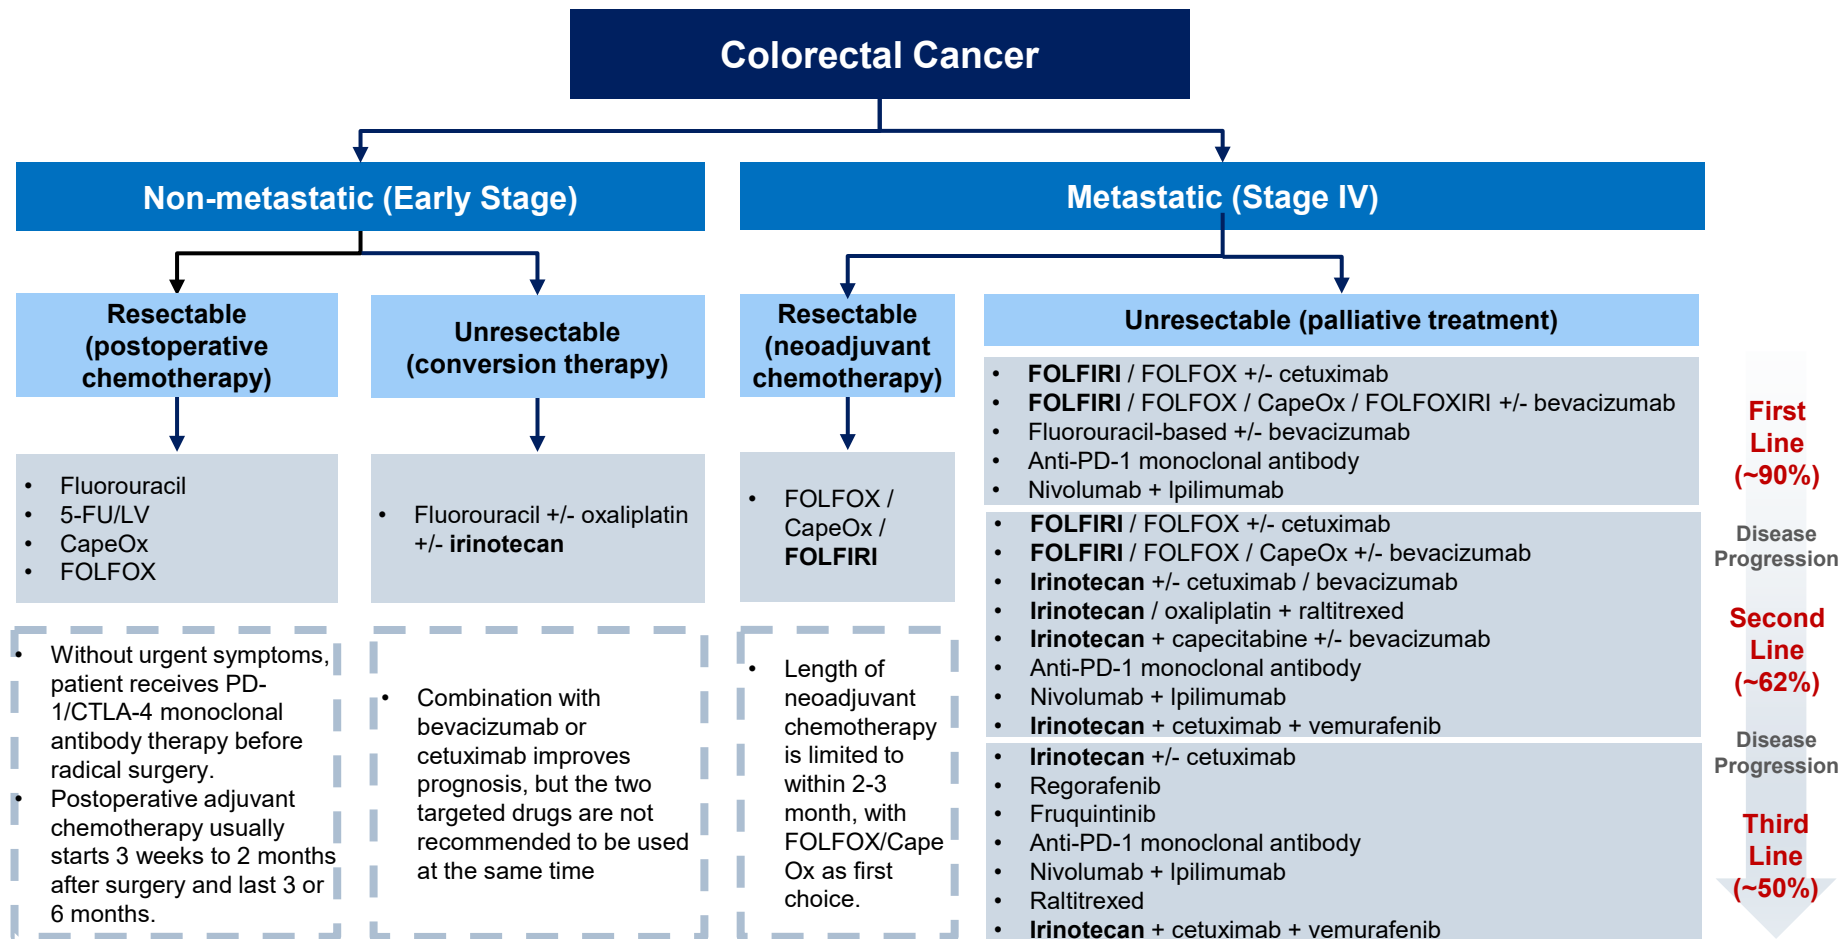 Colorectal Cancer
Non-metastatic (Early Stage)
Metastatic (Stage IV)
Resectable
(postoperative
chemotherapy)
Unresectable
(conversion therapy)
Resectable
(neoadjuvant
chemotherapy)
Unresectable (palliative treatment)
• Fluorouracil
• 5-FU/LV
• CapeOx
• FOLFOX
• Fluorouracil +/- oxaliplatin
+/- irinotecan
• FOLFOX /
CapeOx /
FOLFIRI
• FOLFIRI / FOLFOX +/- cetuximab
• FOLFIRI / FOLFOX / CapeOx / FOLFOXIRI +/- bevacizumab
• Fluorouracil-based +/- bevacizumab
• Anti-PD-1 monoclonal antibody
• Nivolumab + Ipilimumab
• FOLFIRI / FOLFOX +/- cetuximab
• FOLFIRI / FOLFOX / CapeOx +/- bevacizumab
• Irinotecan +/- cetuximab / bevacizumab
• Irinotecan / oxaliplatin + raltitrexed
• Irinotecan + capecitabine +/- bevacizumab
• Anti-PD-1 monoclonal antibody
• Nivolumab + Ipilimumab
• Irinotecan + cetuximab + vemurafenib
• Irinotecan +/- cetuximab
• Regorafenib
• Fruquintinib
• Anti-PD-1 monoclonal antibody
• Nivolumab + Ipilimumab
• Raltitrexed
• Irinotecan + cetuximab + vemurafenib
First
Line
(~90%)
Disease
Progression
Second
Line
(~62%)
Disease
Progression
Third
Line
(~50%)
• Without urgent symptoms,
patient receives PD-
1/CTLA-4 monoclonal
antibody therapy before
radical surgery.
• Postoperative adjuvant
chemotherapy usually
starts 3 weeks to 2 months
after surgery and last 3 or
6 months.
• Combination with
bevacizumab or
cetuximab improves
prognosis, but the two
targeted drugs are not
recommended to be used
at the same time
• Length of
neoadjuvant
chemotherapy
is limited to
within 2-3
month, with
FOLFOX/Cape
Ox as first
choice.